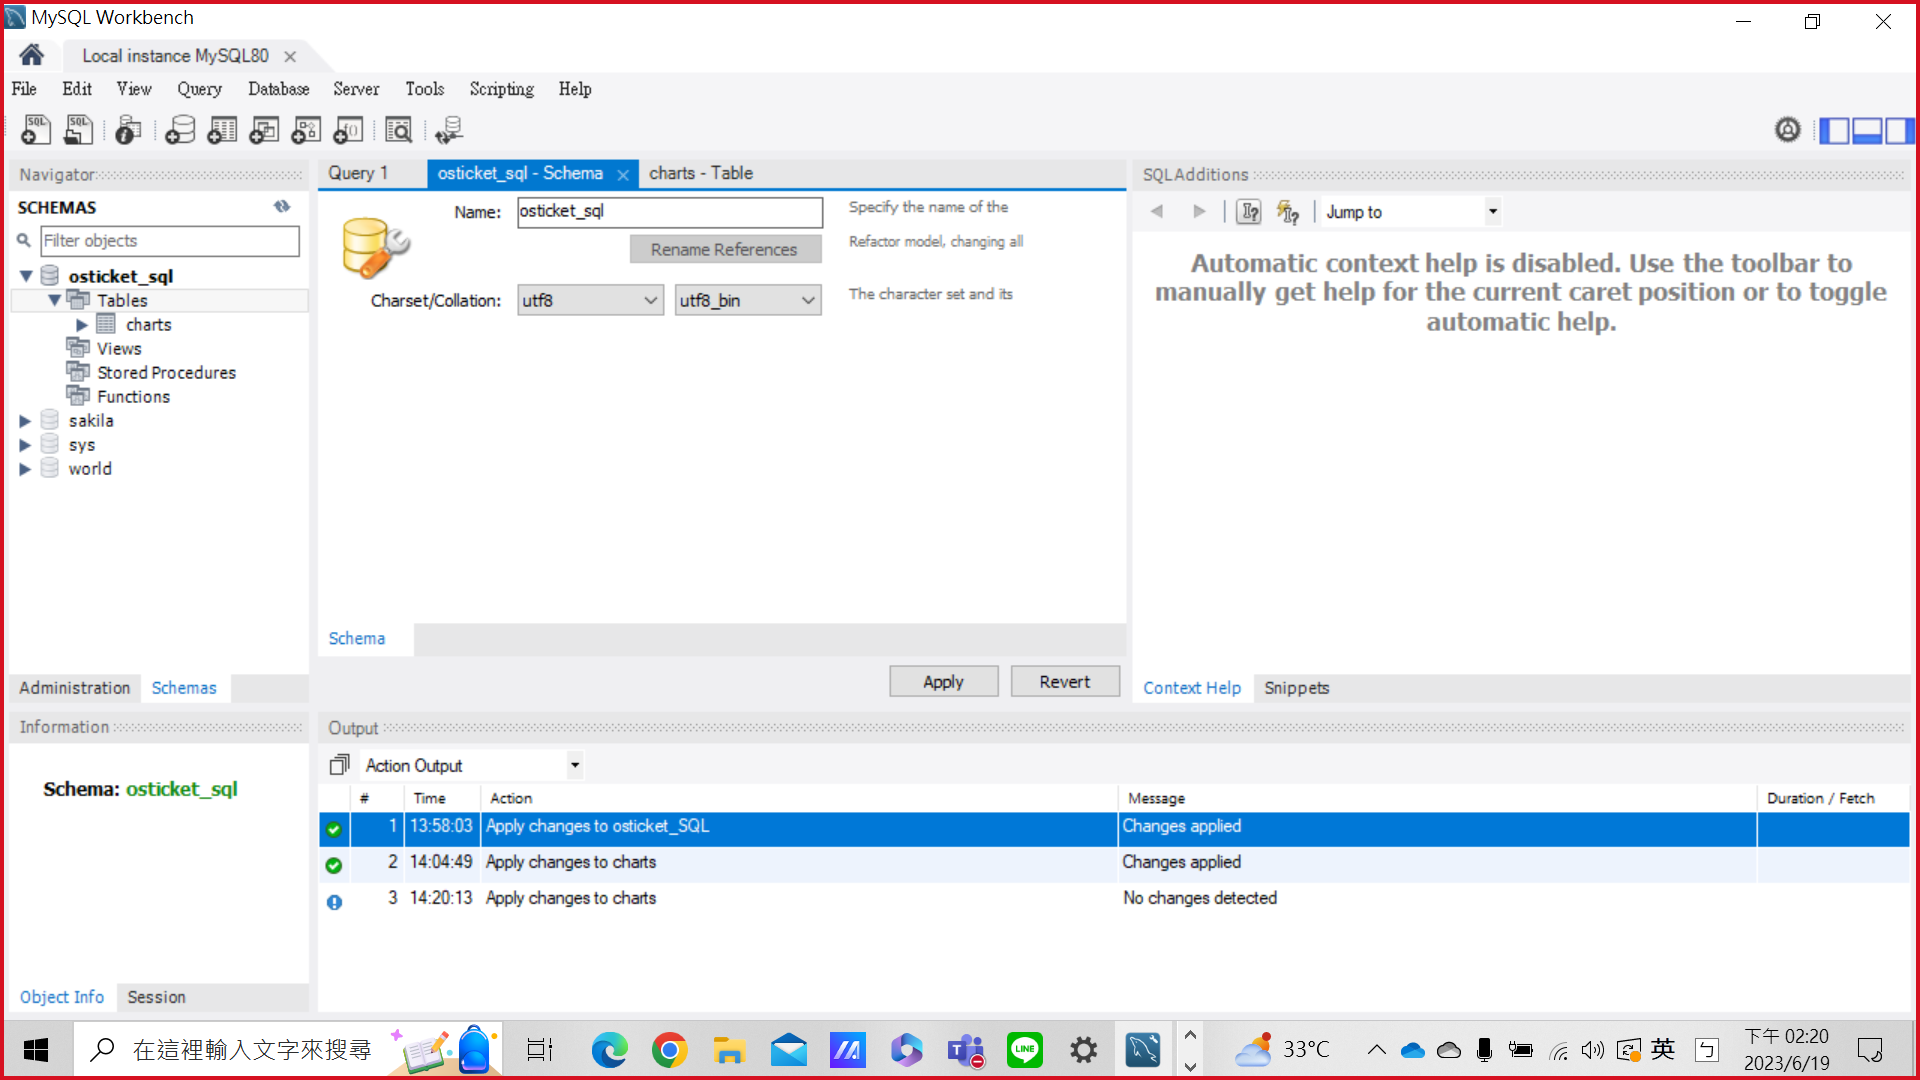 MySQL Workbench
Local instance MySQL80
File Edit View Query Database Server Tools Scripting Help
Navigator
SCHEMAS
Filter objects
osticket_sql
Tables
charts
Views
Stored Procedures
Functions
sakila
sys
world
Administration Schemas
Query 1 osticket_sql - Schema charts - Table
Name: osticket_sql Specify the name of the
Rename References Refactor model, changing all
Charset/Collation: utf8 utf8_bin The character set and its
Schema
Apply Revert
SQLAdditions
Jump to
Automatic context help is disabled. Use the toolbar to
manually get help for the current caret position or to toggle
automatic help.
Context Help Snippets
Information
Schema: osticket_sql
Object Info Session
Output
Action Output
# Time Action Message Duration / Fetch
1 13:58:03 Apply changes to osticket_SQL Changes applied
2 14:04:49 Apply changes to charts Changes applied
3 14:20:13 Apply changes to charts No changes detected
在這裡輸入文字來搜尋
LINE
33°C
英
ㄅ
下午 02:20
2023/6/19